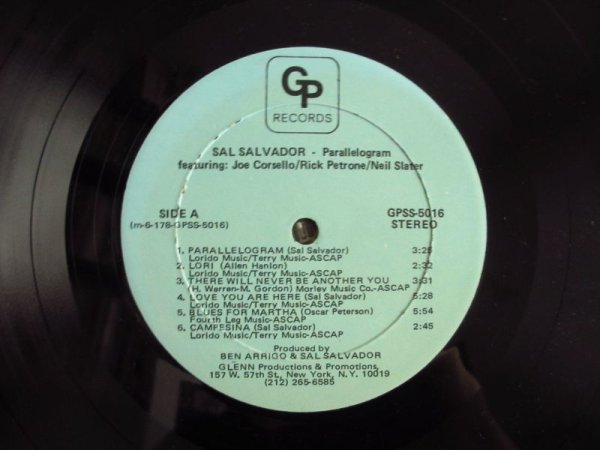 GP
RECORDS
SAL SALVADOR - Parallelogram
featuring: Joe Corsello/Rick Petrone/Neil Slater
SIDE A
(m-6-178-GPSS-5016)
GPSS-5016
STEREO
1. PARALLELOGRAM (Sal Salvador) 3:25
Lorido Music/Terry Music-ASCAP
2. LORI (Allen Hanlon) 2:32
Lorido Music/Terry Music-ASCAP
3. THERE WILL NEVER BE ANOTHER YOU 3:31
(H. Warren-M. Gordon) Morley Music Co.-ASCAP
4. LOVE YOU ARE HERE (Sal Salvador) 5:28
Lorido Music/Terry Music-ASCAP
5. BLUES FOR MARTHA (Oscar Peterson) 5:54
Fourth Leg Music-ASCAP
6. CAMPESINA (Sal Salvador) 2:45
Lorido Music/Terry Music-ASCAP
Produced by
BEN ARRIGO & SAL SALVADOR
GLENN Productions & Promotions
157 W. 57th St., New York, N.Y. 10019
(212) 265-6585